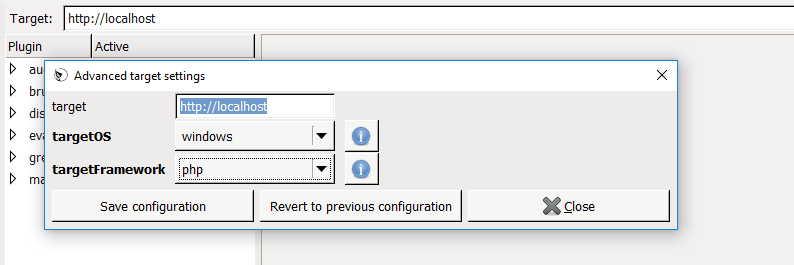 Target: http://localhost
Plugin Active
Advanced target settings
target http://localhost
targetOS windows
targetFramework php
Save configuration Revert to previous configuration Close
au
bru
dis
eva
gre
ma